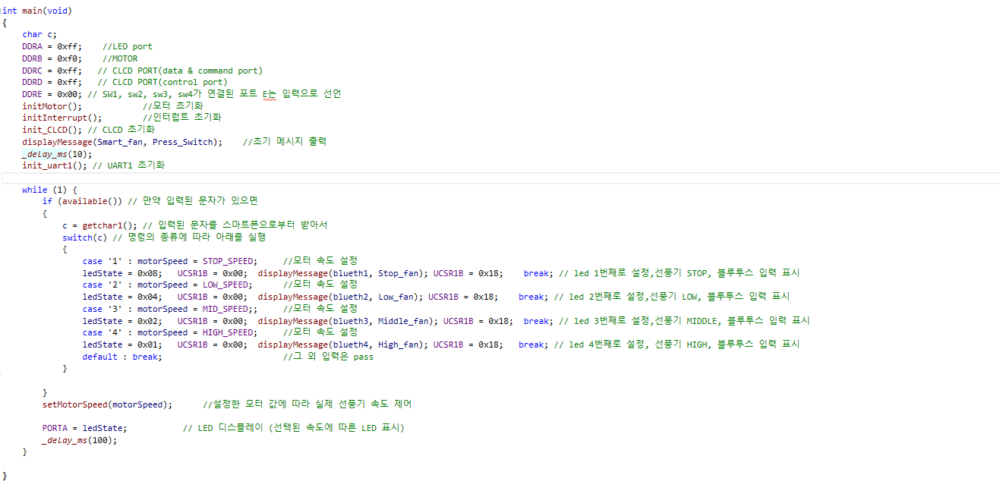 int main(void)
{
char c;
DDRA = 0xff; //LED port
DDRB = 0xf0; //MOTOR
DDRC = 0xff; // CLCD PORT(data & command port)
DDRD = 0xff; // CLCD PORT(control port)
DDRE = 0x00; // SW1, sw2, sw3, sw4가 연결된 포트 E는 입력으로 선언
initMotor(); //모터 초기화
initInterrupt(); //인터럽트 초기화
init_CLCD(); // CLCD 초기화
displayMessage(Smart_fan, Press_Switch); //초기 메시지 출력
_delay_ms(10);
init_uart1(); // UART1 초기화
while (1) {
if (available()) // 만약 입력된 문자가 있으면
{
c = getchar1(); // 입력된 문자를 스마트폰으로부터 받아서
switch(c) // 명령의 종류에 따라 아래를 실행
{
case '1' : motorSpeed = STOP_SPEED; //모터 속도 설정
ledState = 0x08; UCSR1B = 0x00; displayMessage(blueth1, Stop_fan); UCSR1B = 0x18; break; // led 1번째로 설정,선풍기 STOP, 블루투스 입력 표시
case '2' : motorSpeed = LOW_SPEED; //모터 속도 설정
ledState = 0x04; UCSR1B = 0x00; displayMessage(blueth2, Low_fan); UCSR1B = 0x18; break; // led 2번째로 설정,선풍기 LOW, 블루투스 입력 표시
case '3' : motorSpeed = MID_SPEED;; //모터 속도 설정
ledState = 0x02; UCSR1B = 0x00; displayMessage(blueth3, Middle_fan); UCSR1B = 0x18; break; // led 3번째로 설정,선풍기 MIDDLE, 블루투스 입력 표시
case '4' : motorSpeed = HIGH_SPEED; //모터 속도 설정
ledState = 0x01; UCSR1B = 0x00; displayMessage(blueth4, High_fan); UCSR1B = 0x18; break; // led 4번째로 설정, 선풍기 HIGH, 블루투스 입력 표시
default : break; //그 외 입력은 pass
}
}
setMotorSpeed(motorSpeed); //설정한 모터 값에 따라 실제 선풍기 속도 제어
PORTA = ledState; // LED 디스플레이 (선택된 속도에 따른 LED 표시)
_delay_ms(100);
}
}